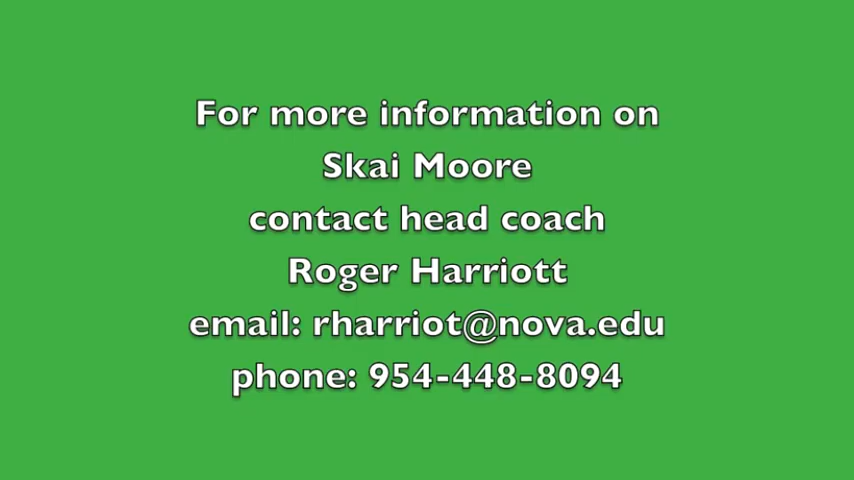 For more information on
Skai Moore
contact head coach
Roger Harriott
email: rharriot@nova.edu
phone: 954-448-8094